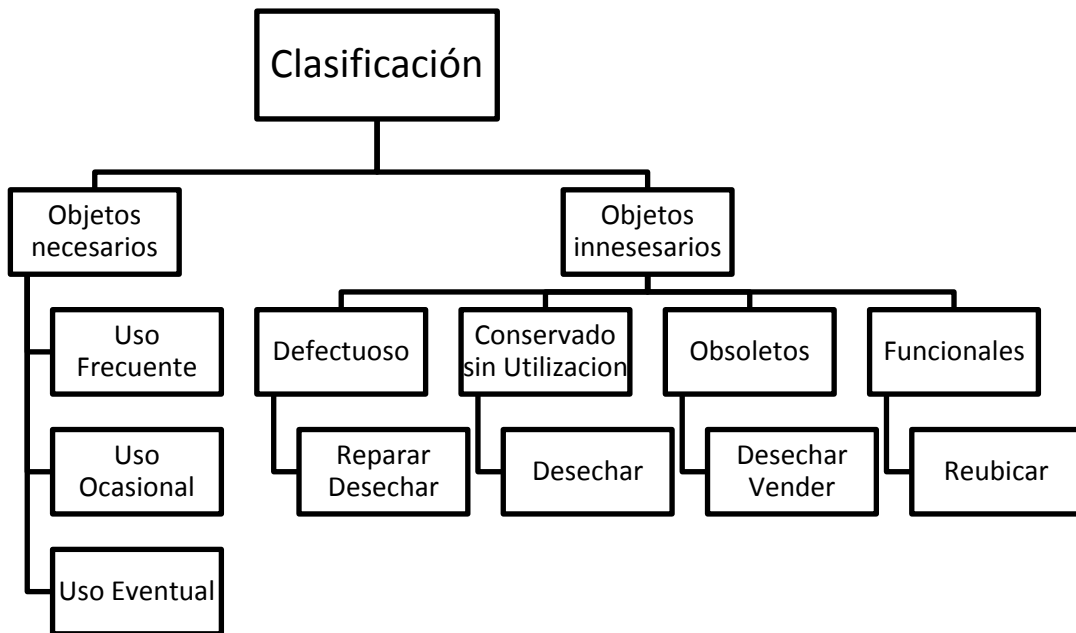 Clasificación
Objetos
necesarios
Objetos
innesesarios
Uso
Frecuente
Uso
Ocasional
Uso Eventual
Defectuoso
Reparar
Desechar
Conservado
sin Utilizacion
Desechar
Obsoletos
Desechar
Vender
Funcionales
Reubicar